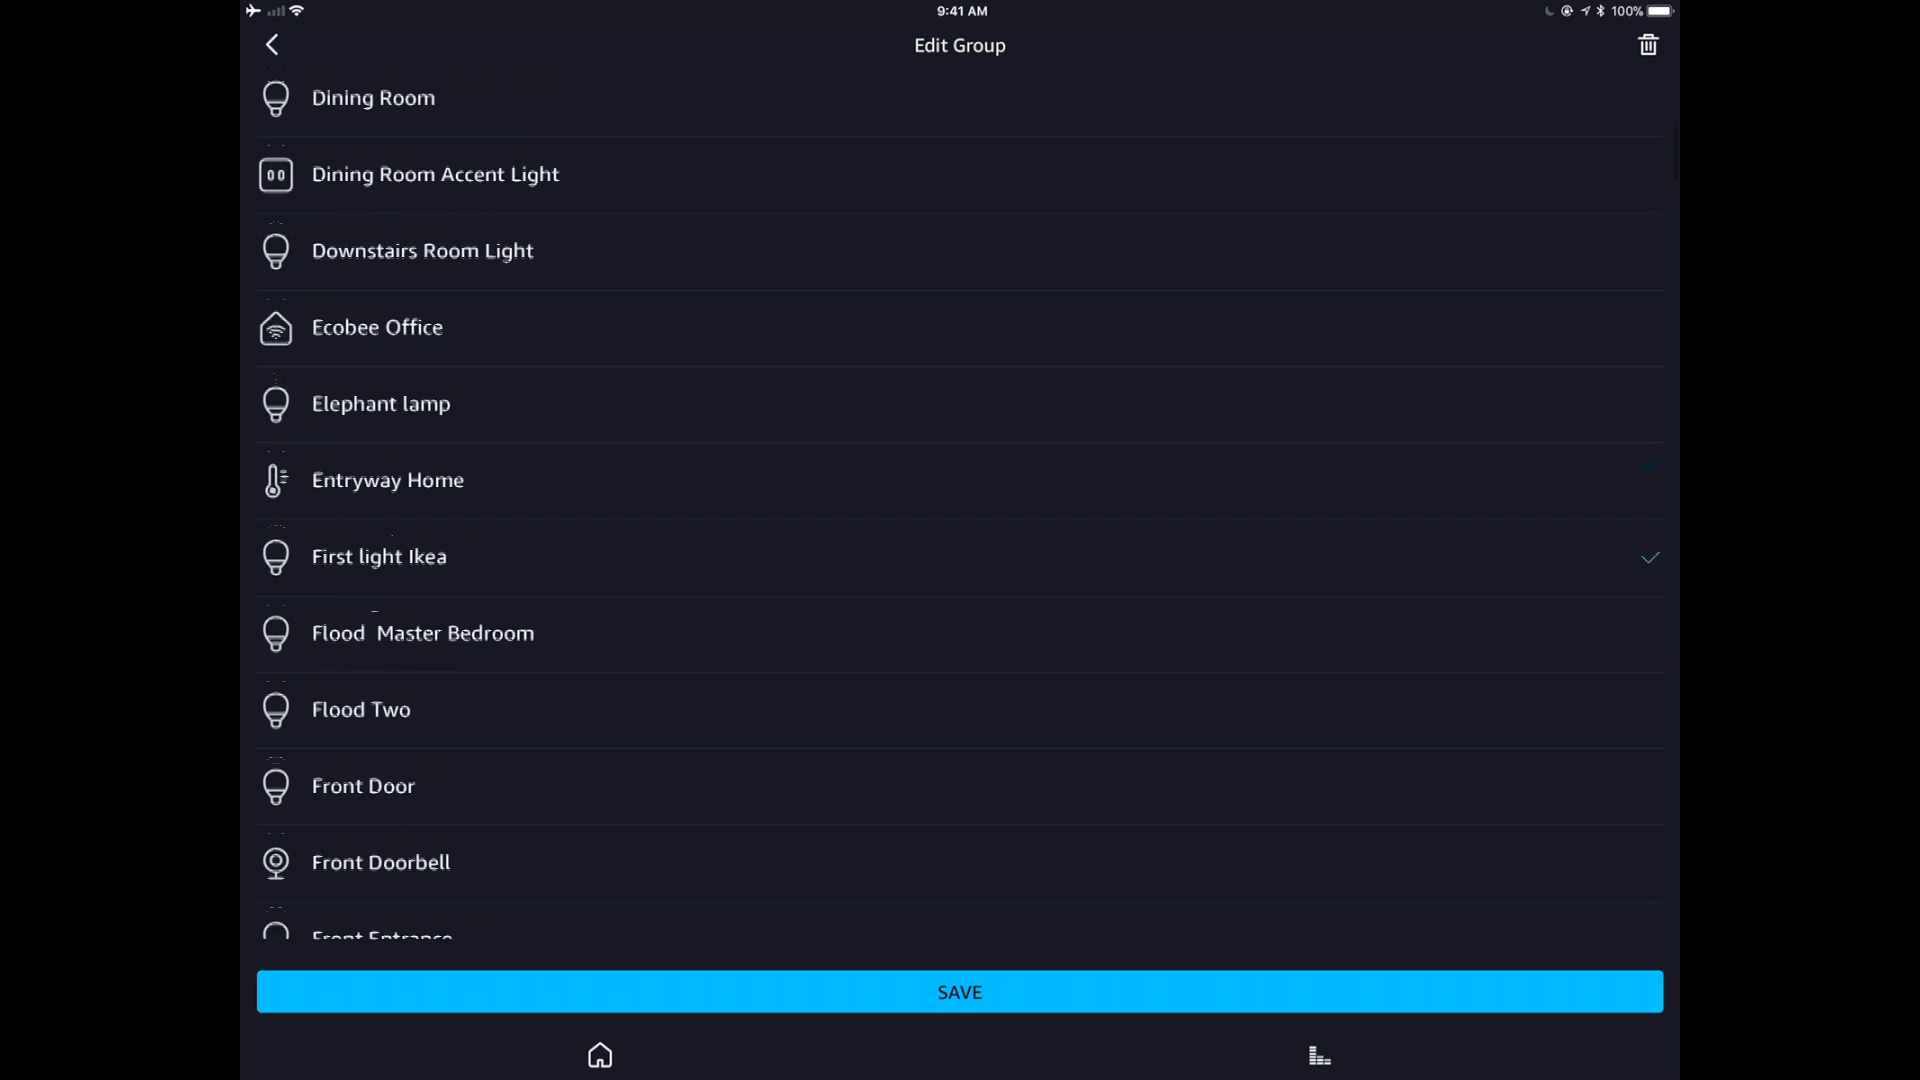 9:41 AM
100%
Edit Group
Dining Room
Dining Room Accent Light
Downstairs Room Light
Ecobee Office
Elephant lamp
Entryway Home
First light Ikea
Flood Master Bedroom
Flood Two
Front Door
Front Doorbell
Front Entrance
SAVE